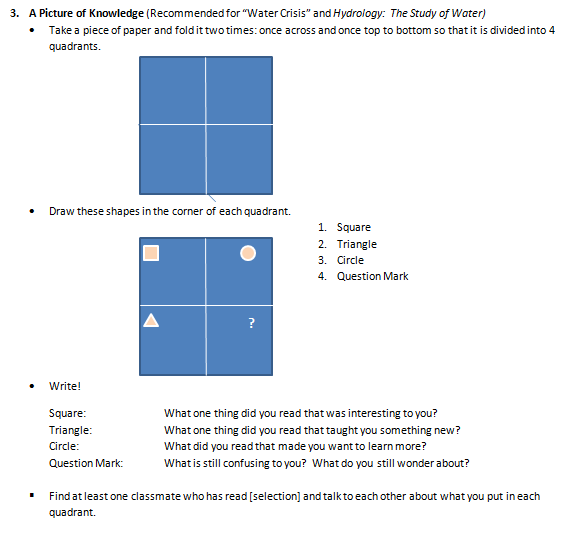 3. A Picture of Knowledge (Recommended for “Water Crisis” and Hydrology: The Study of Water)
• Take a piece of paper and fold it two times: once across and once top to bottom so that it is divided into 4
quadrants.
• Draw these shapes in the corner of each quadrant.
1. Square
2. Triangle
3. Circle
4. Question Mark
?
• Write!
Square: What one thing did you read that was interesting to you?
Triangle: What one thing did you read that taught you something new?
Circle: What did you read that made you want to learn more?
Question Mark: What is still confusing to you? What do you still wonder about?
▪ Find at least one classmate who has read [selection] and talk to each other about what you put in each
quadrant.